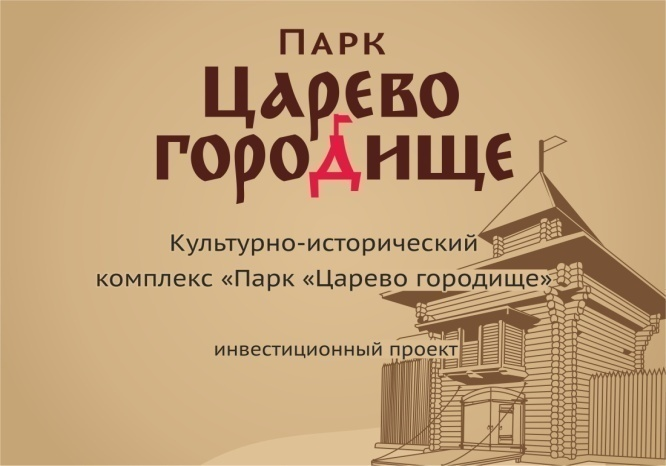 Парк
Царево
городище
Культурно-исторический
комплекс «Парк «Царево городище»
инвестиционный проект